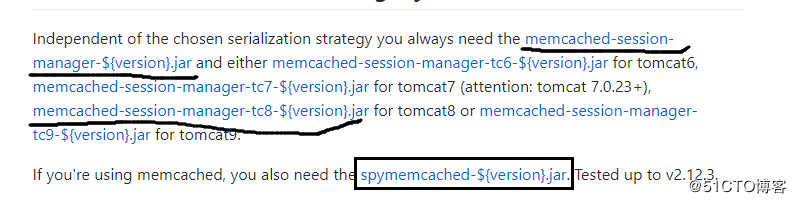 Independent of the chosen serialization strategy you always need the memcached-session-
manager-${version}.jar and either memcached-session-manager-tc6-${version}.jar for tomcat6,
memcached-session-manager-tc7-${version}.jar for tomcat7 (attention: tomcat 7.0.23+),
memcached-session-manager-tc8-${version}.jar for tomcat8 or memcached-session-manager-
tc9-${version}.jar for tomcat9.
If you're using memcached, you also need the spymemcached-${version}.jar. Tested up to v2.12.3.
@51CTO博客